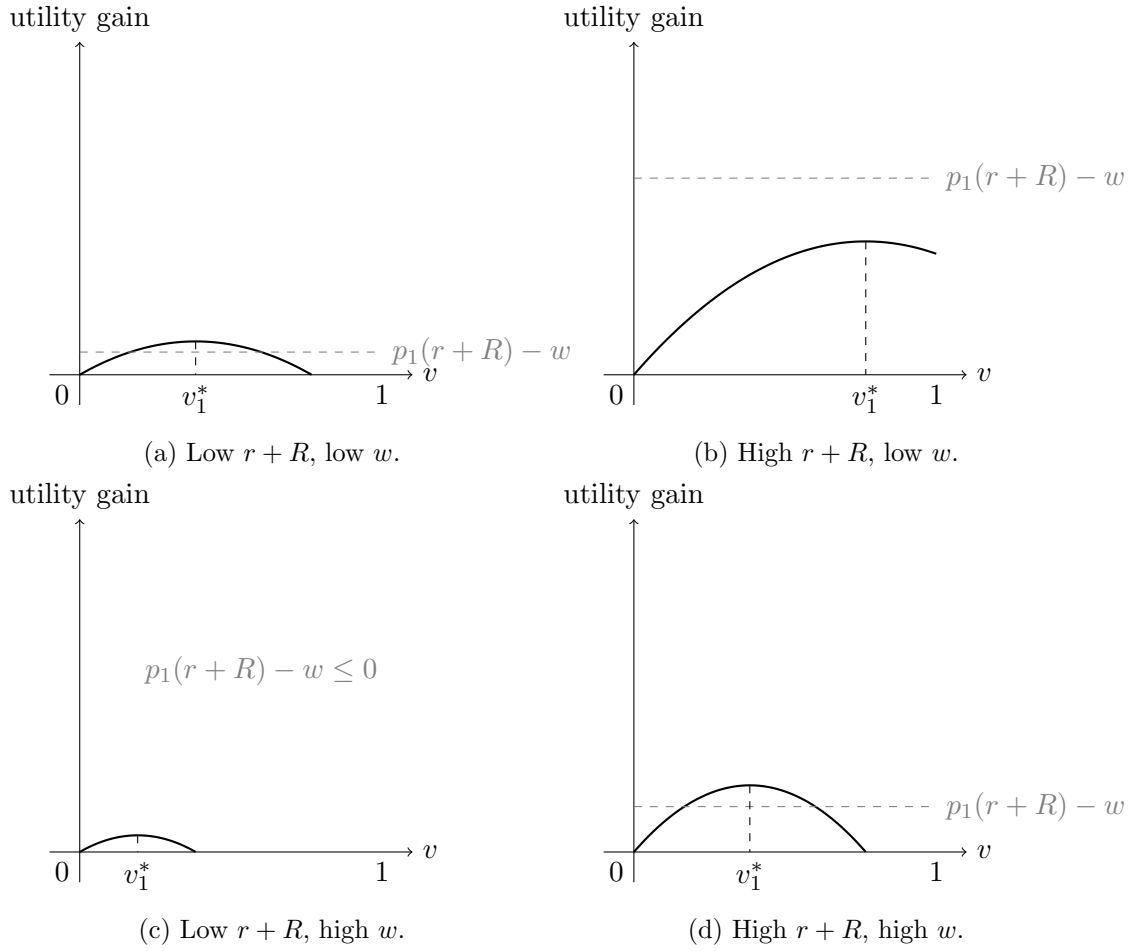 utility gain
p₁(r + R) − w
v
0
v₁*
1
(a) Low r + R, low w.
utility gain
p₁(r + R) − w
v
0
v₁*
1
(b) High r + R, low w.
utility gain
p₁(r + R) − w ≤ 0
v
0
v₁*
1
(c) Low r + R, high w.
utility gain
p₁(r + R) − w
v
0
v₁*
1
(d) High r + R, high w.